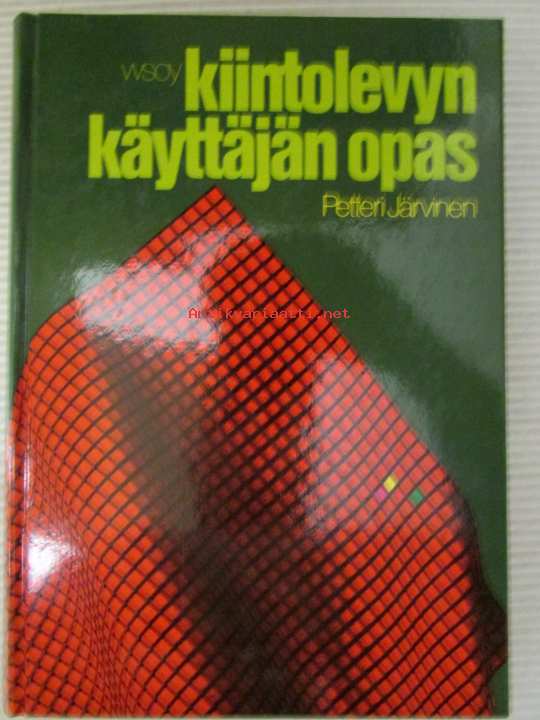 wsoy kiintolevyn
käyttäjän opas
Petteri Järvinen
Antikvariaatti.net